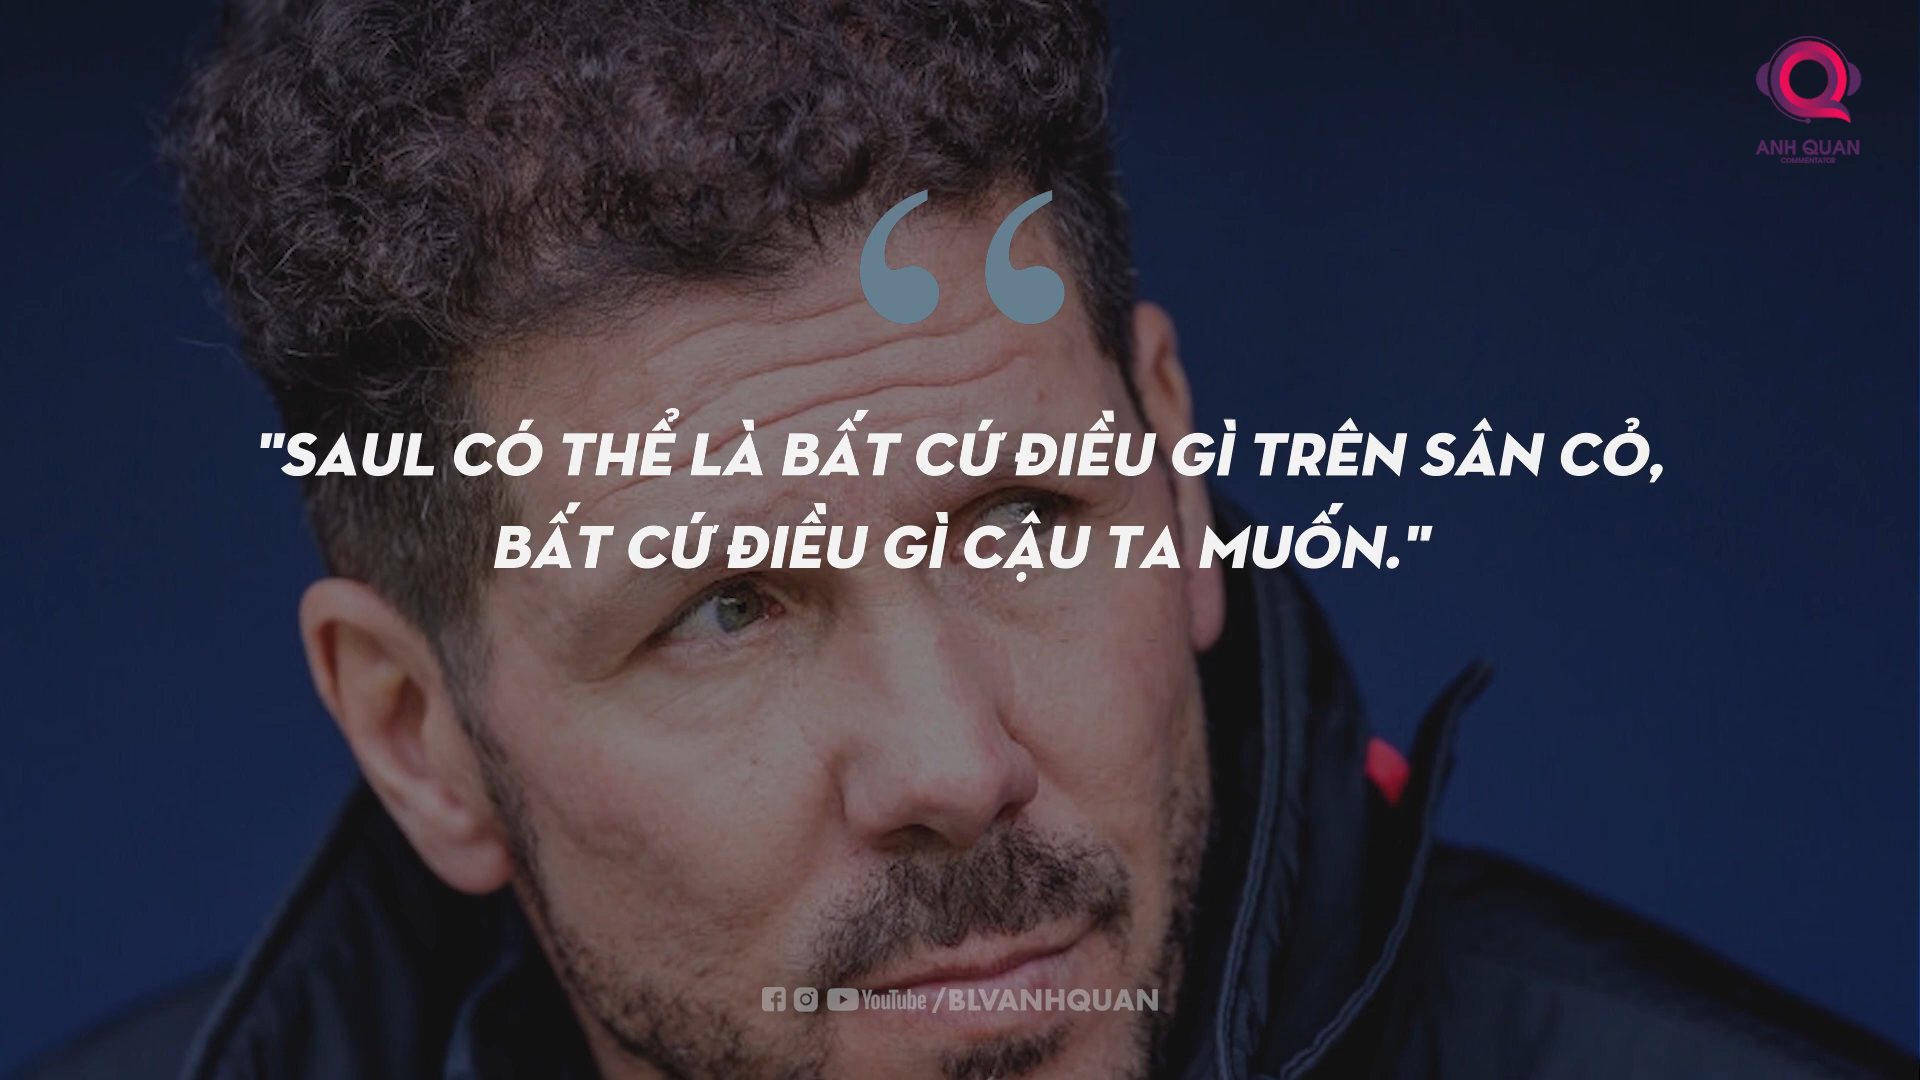 ANH QUAN
COMMENTATOR
"SAUL CÓ THỂ LÀ BẤT CỨ ĐIỀU GÌ TRÊN SÂN CỎ,
BẤT CỨ ĐIỀU GÌ CẬU TA MUỐN."
YouTube /BLVANHQUAN